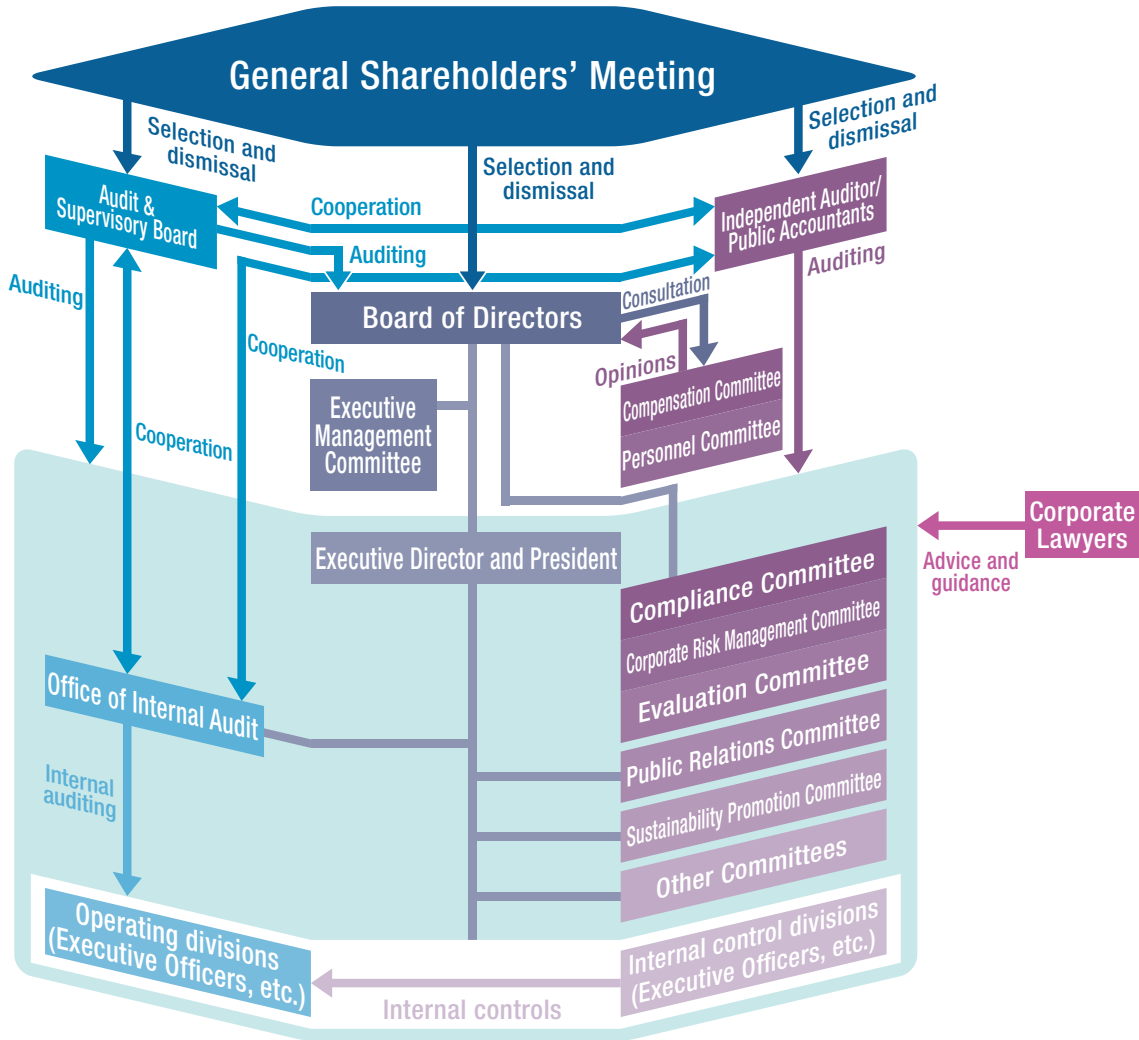 General Shareholders' Meeting
Selection and
dismissal
Selection and
dismissal
Selection and
dismissal
Audit &
Supervisory Board
Cooperation
Independent Auditor/
Public Accountants
Auditing
Auditing
Auditing
Consultation
Board of Directors
Cooperation
Opinions
Compensation Committee
Personnel Committee
Executive
Management
Committee
Cooperation
Corporate
Lawyers
Advice and
guidance
Executive Director and President
Compliance Committee
Corporate Risk Management Committee
Evaluation Committee
Office of Internal Audit
Public Relations Committee
Internal
auditing
Sustainability Promotion Committee
Other Committees
Operating divisions
(Executive Officers, etc.)
Internal control divisions
(Executive Officers, etc.)
Internal controls